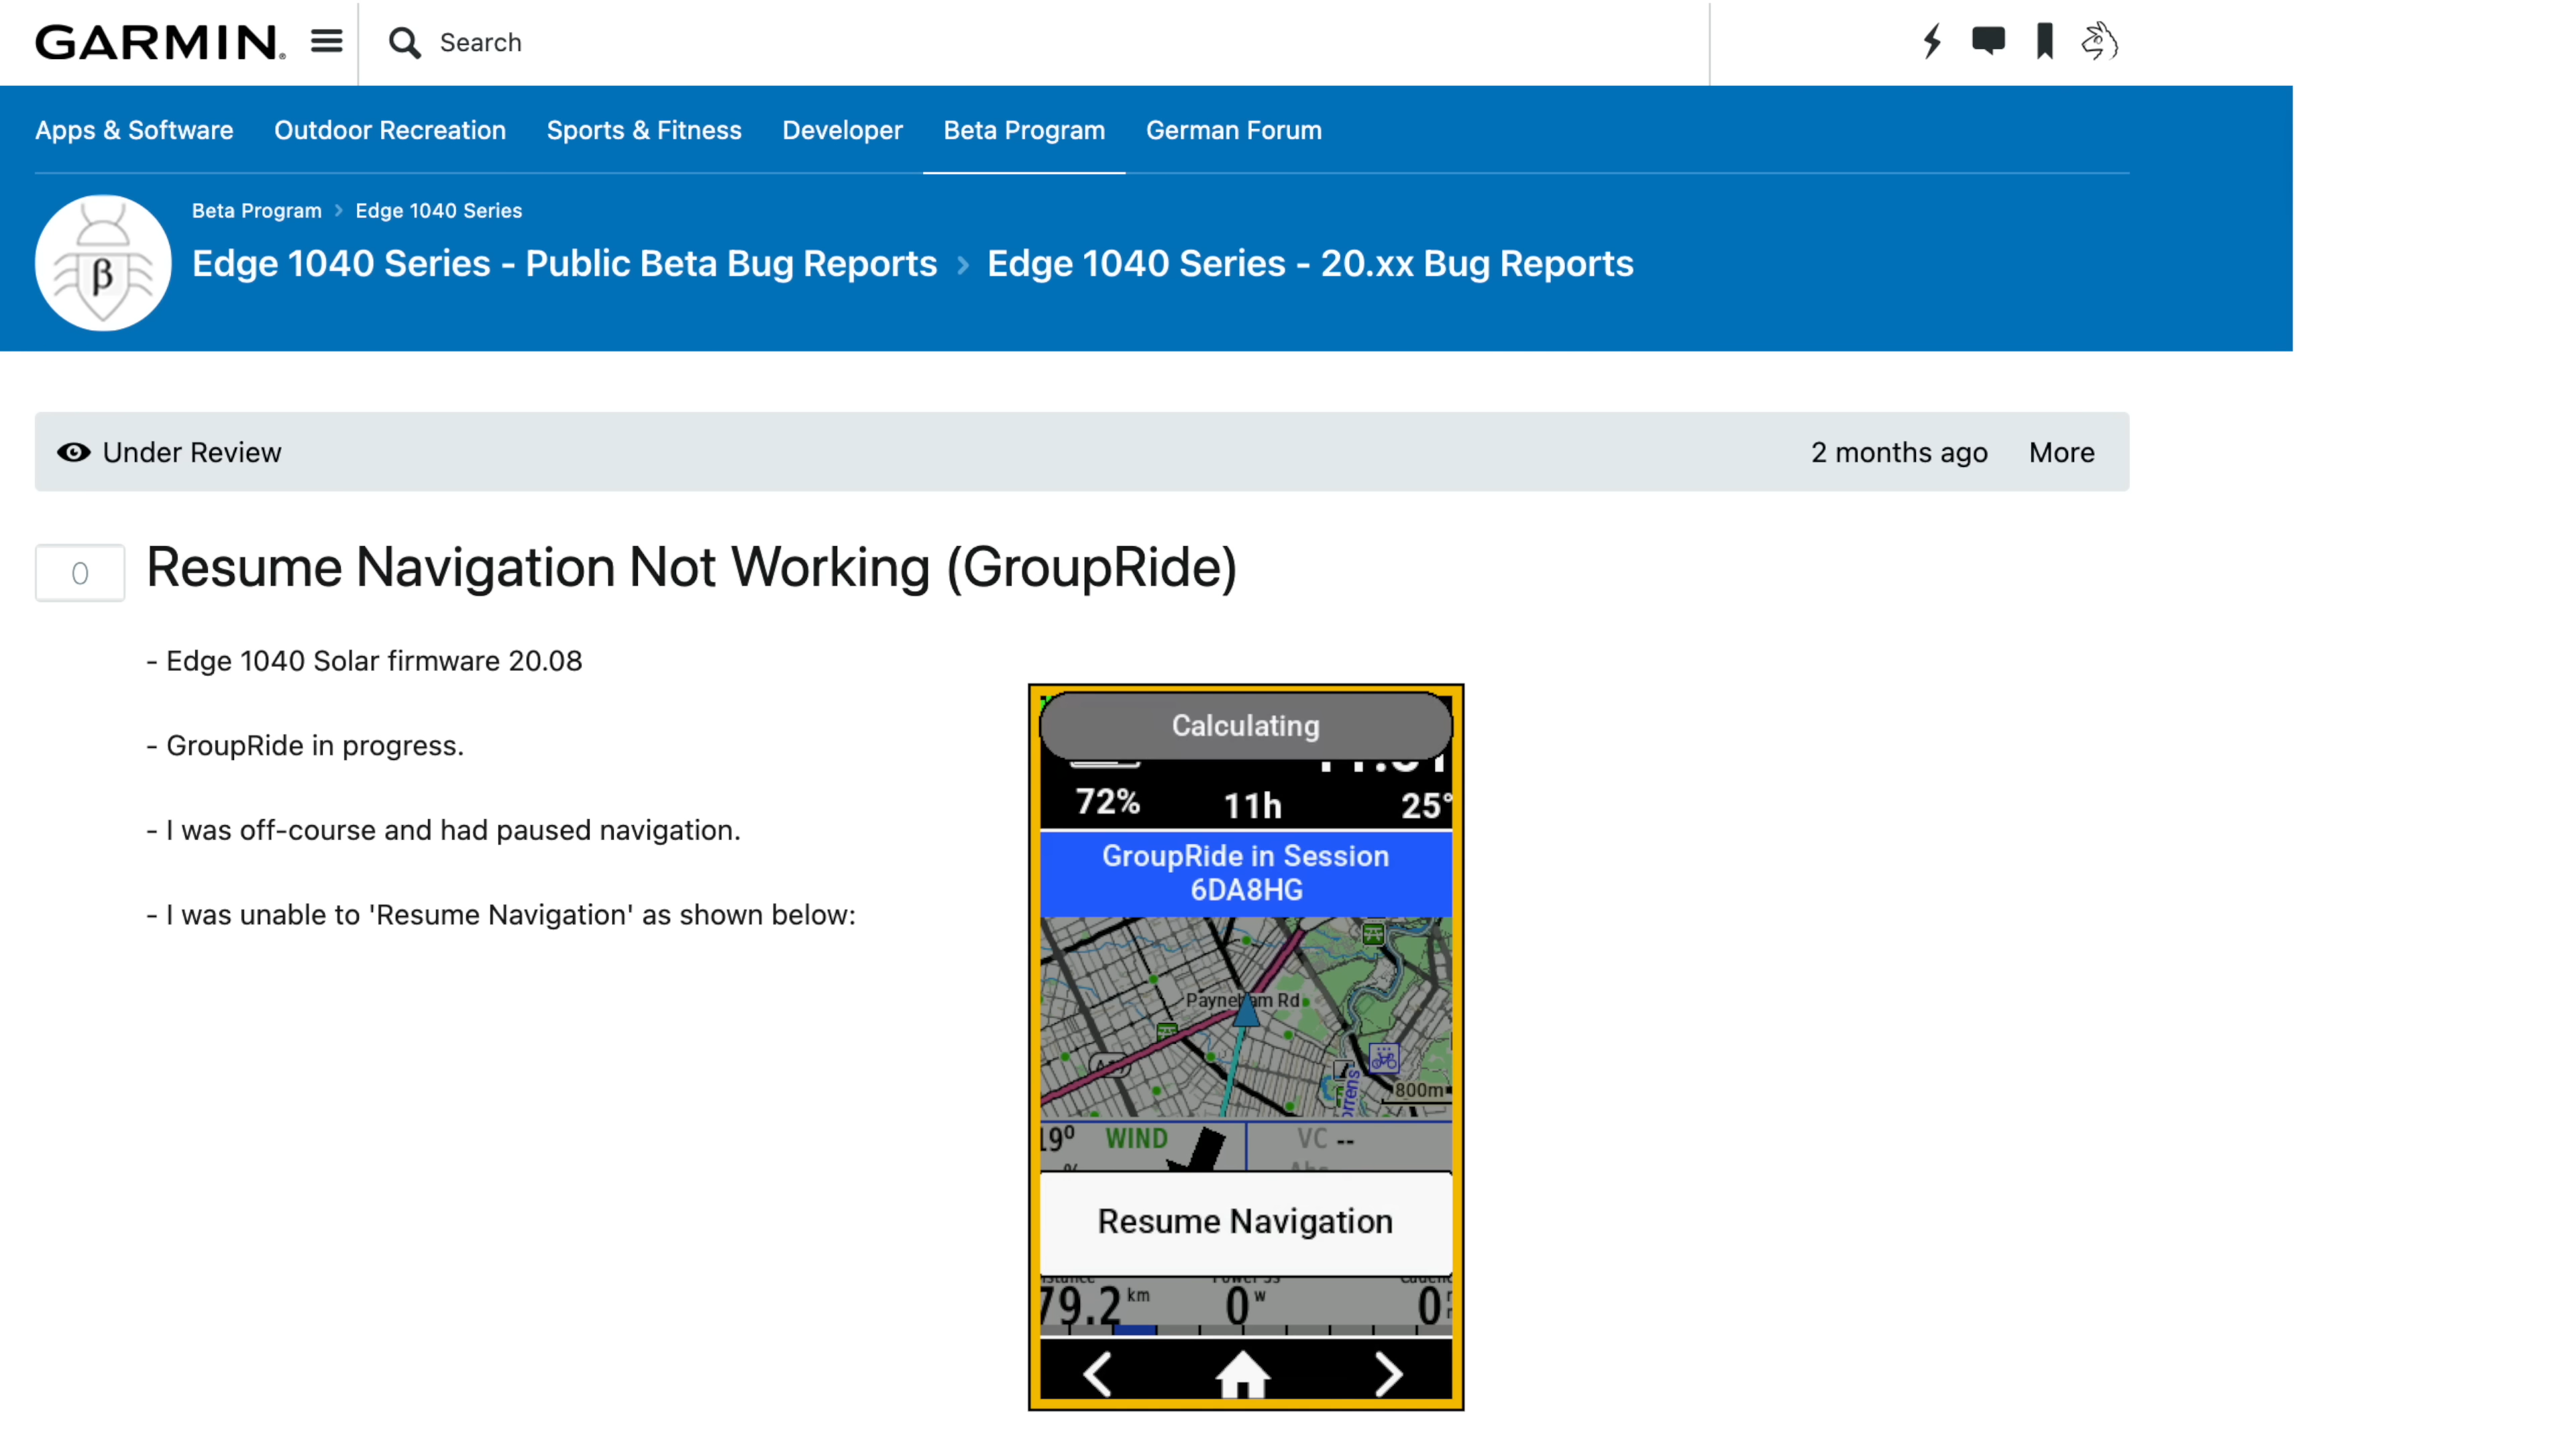 GARMIN.
Search
Apps & Software Outdoor Recreation Sports & Fitness Developer Beta Program German Forum
Beta Program > Edge 1040 Series
Edge 1040 Series - Public Beta Bug Reports > Edge 1040 Series - 20.xx Bug Reports
β
Under Review 2 months ago More
0 Resume Navigation Not Working (GroupRide)
- Edge 1040 Solar firmware 20.08
- GroupRide in progress.
- I was off-course and had paused navigation.
- I was unable to 'Resume Navigation' as shown below:
Calculating
72% 11h 25°
GroupRide in Session
6DA8HG
Payneham Rd
800m
19° WIND VC --
Resume Navigation
79.2 km 0 w 0